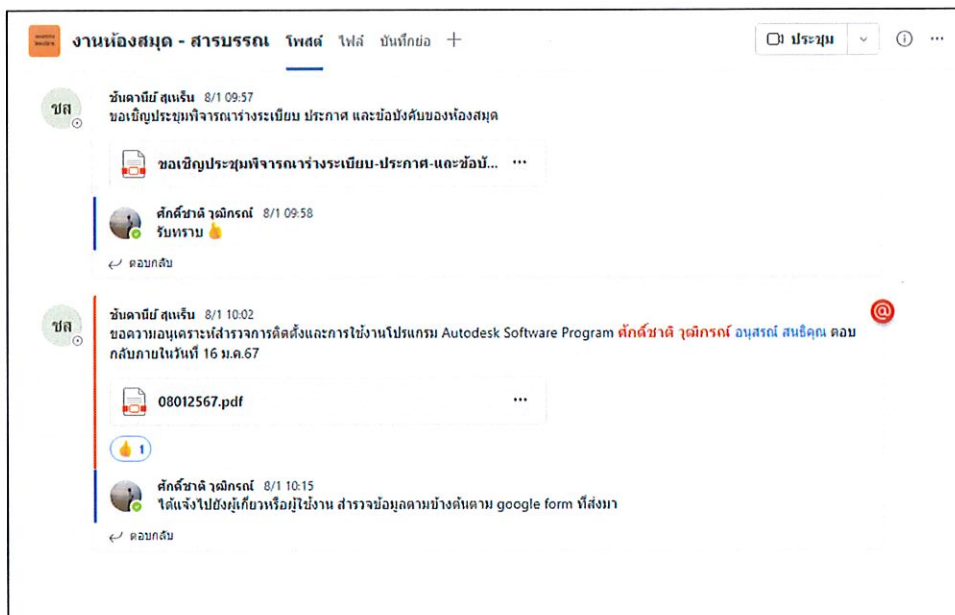 งานห้องสมุด - สารบรรณ โพสต์ ไฟล์ บันทึกย่อ +
ประชุม
ชส
ซันดานีย์ สุเหร็น 8/1 09:57
ขอเชิญประชุมพิจารณาร่างระเบียบ ประกาศ และข้อบังคับของห้องสมุด
ขอเชิญประชุมพิจารณาร่างระเบียบ-ประกาศ-และข้อบั... ...
ศักดิ์ชาติ วุฒิกรณ์ 8/1 09:58
รับทราบ 👍
ตอบกลับ
ชส
ซันดานีย์ สุเหร็น 8/1 10:02
@
ขอความอนุเคราะห์สำรวจการติดตั้งและการใช้งานโปรแกรม Autodesk Software Program ศักดิ์ชาติ วุฒิกรณ์ อนุสรณ์ สนธิคุณ ตอบ
กลับภายในวันที่ 16 ม.ค.67
08012567.pdf ...
👍 1
ศักดิ์ชาติ วุฒิกรณ์ 8/1 10:15
ได้แจ้งไปยังผู้เกี่ยวหรือผู้ใช้งาน สำรวจข้อมูลตามข้างต้นตาม google form ที่ส่งมา
ตอบกลับ